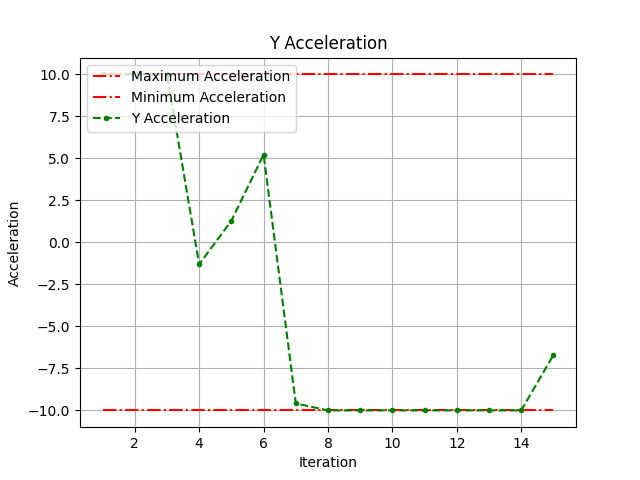 Y Acceleration
Maximum Acceleration
Minimum Acceleration
Y Acceleration
10.0
7.5
5.0
2.5
0.0
−2.5
−5.0
−7.5
−10.0
Acceleration
2 4 6 8 10 12 14
Iteration